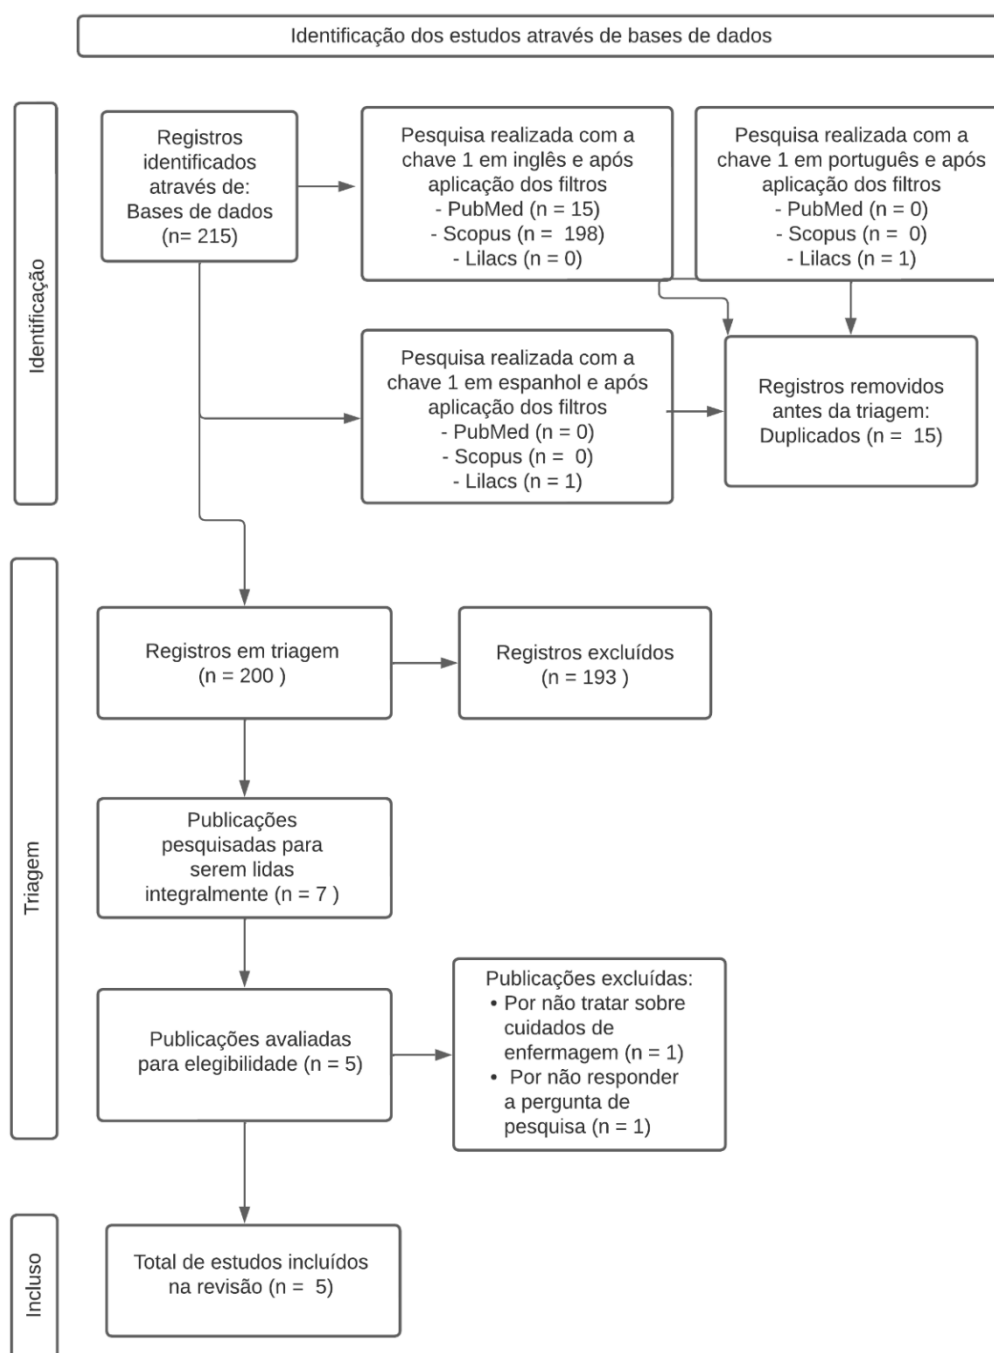 Identificação dos estudos através de bases de dados
Identificação
Registros
identificados
através de:
Bases de dados
(n= 215)
Pesquisa realizada com a
chave 1 em inglês e após
aplicação dos filtros
- PubMed (n = 15)
- Scopus (n = 198)
- Lilacs (n = 0)
Pesquisa realizada com a
chave 1 em português e após
aplicação dos filtros
- PubMed (n = 0)
- Scopus (n = 0)
- Lilacs (n = 1)
Pesquisa realizada com a
chave 1 em espanhol e após
aplicação dos filtros
- PubMed (n = 0)
- Scopus (n = 0)
- Lilacs (n = 1)
Registros removidos
antes da triagem:
Duplicados (n = 15)
Triagem
Registros em triagem
(n = 200 )
Registros excluídos
(n = 193 )
Publicações
pesquisadas para
serem lidas
integralmente (n = 7 )
Publicações avaliadas
para elegibilidade (n = 5)
Publicações excluídas:
• Por não tratar sobre
cuidados de
enfermagem (n = 1)
• Por não responder
a pergunta de
pesquisa (n = 1)
Incluso
Total de estudos incluídos
na revisão (n = 5)